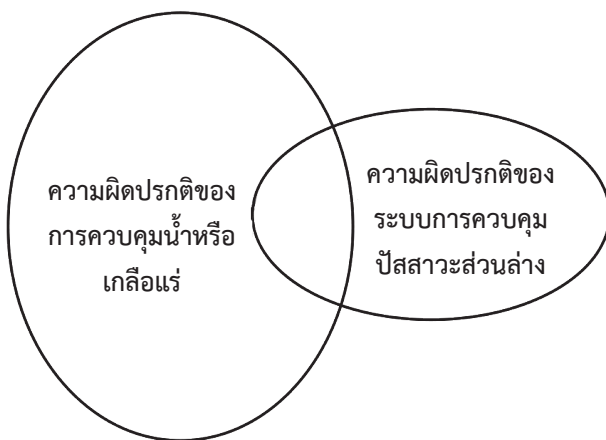 ความผิดปรกติของ
การควบคุมน้ำหรือ
เกลือแร่
ความผิดปรกติของ
ระบบการควบคุม
ปัสสาวะส่วนล่าง